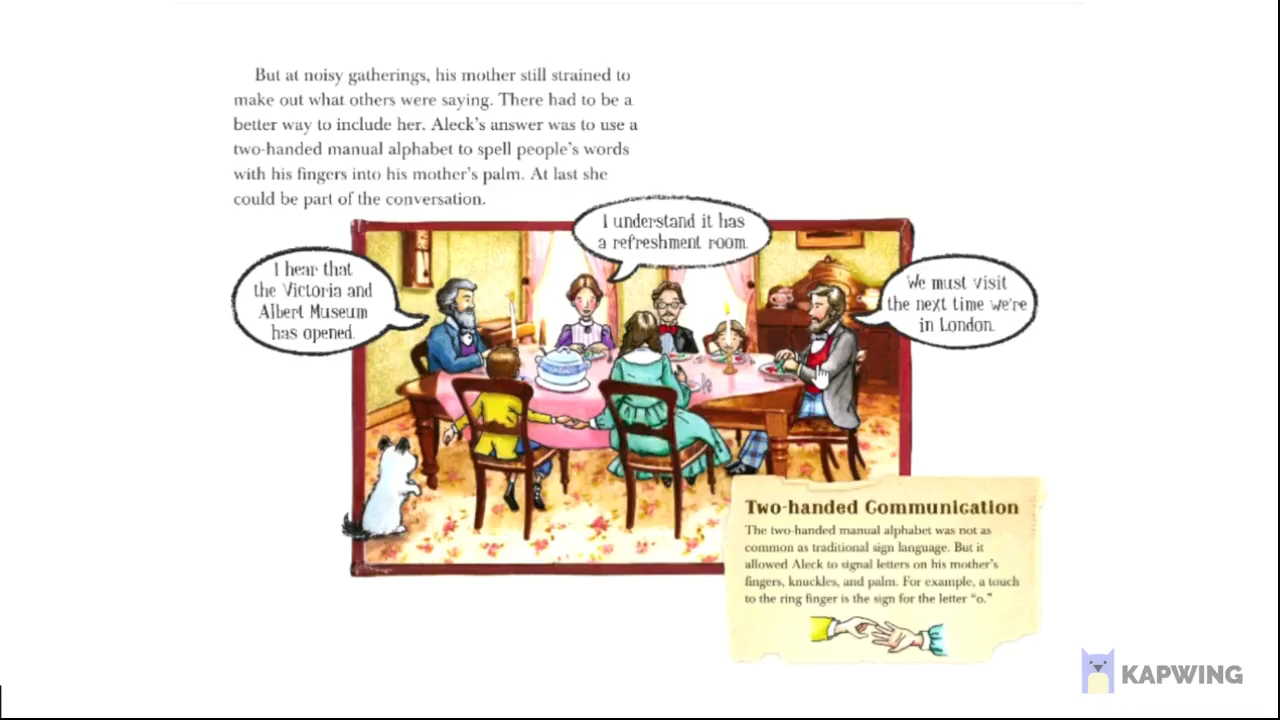 But at noisy gatherings, his mother still strained to
make out what others were saying. There had to be a
better way to include her. Aleck's answer was to use a
two-handed manual alphabet to spell people's words
with his fingers into his mother's palm. At last she
could be part of the conversation.
I hear that
the Victoria and
Albert Museum
has opened.
I understand it has
a refreshment room.
We must visit
the next time we're
in London.
Two-handed Communication
The two-handed manual alphabet was not as
common as traditional sign language. But it
allowed Aleck to signal letters on his mother's
fingers, knuckles, and palm. For example, a touch
to the ring finger is the sign for the letter "o."
KAPWING